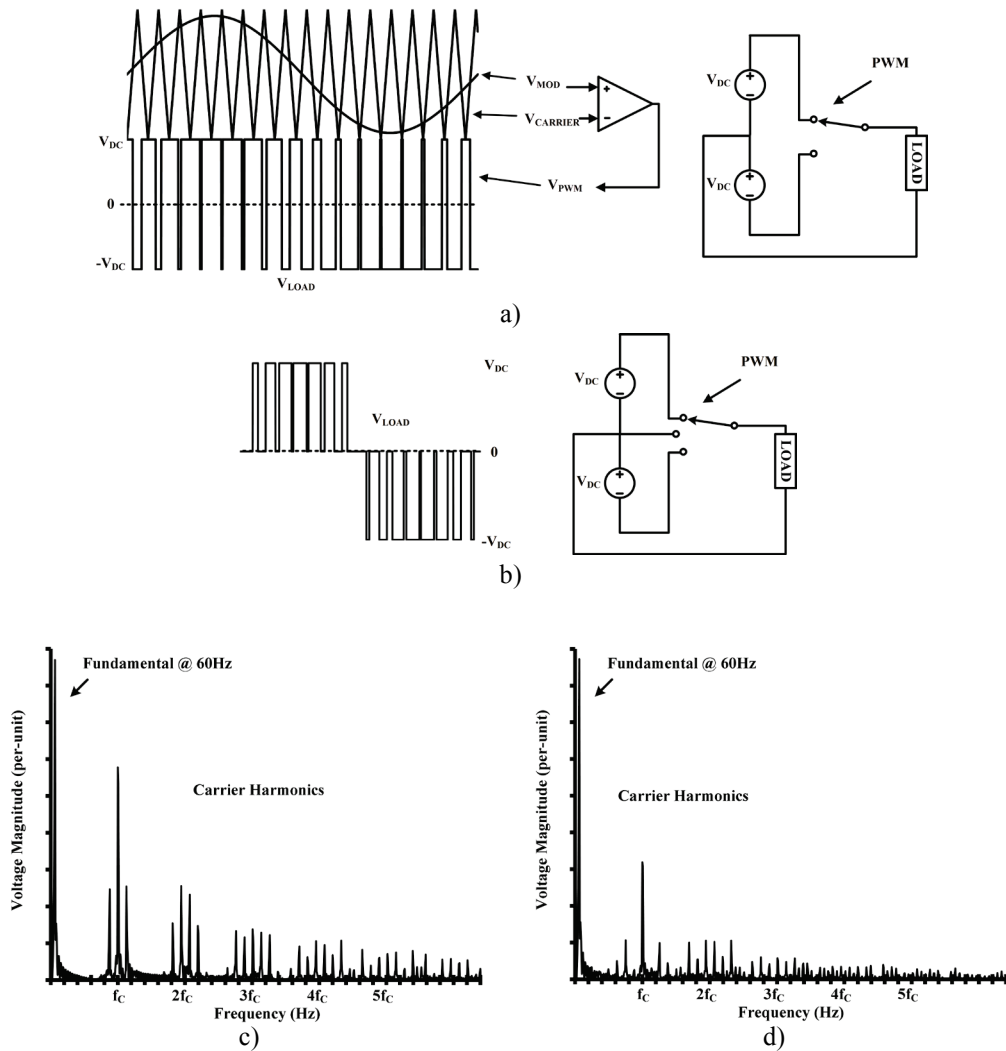 V_MOD
V_CARRIER
V_PWM
+
−
V_DC
0
-V_DC
V_LOAD
PWM
V_DC
+
−
V_DC
+
−
LOAD
a)
V_DC
V_LOAD
0
-V_DC
PWM
V_DC
+
−
V_DC
+
−
LOAD
b)
Voltage Magnitude (per-unit)
Fundamental @ 60Hz
Carrier Harmonics
f_C 2f_C 3f_C 4f_C 5f_C
Frequency (Hz)
c)
Voltage Magnitude (per-unit)
Fundamental @ 60Hz
Carrier Harmonics
f_C 2f_C 3f_C 4f_C 5f_C
Frequency (Hz)
d)